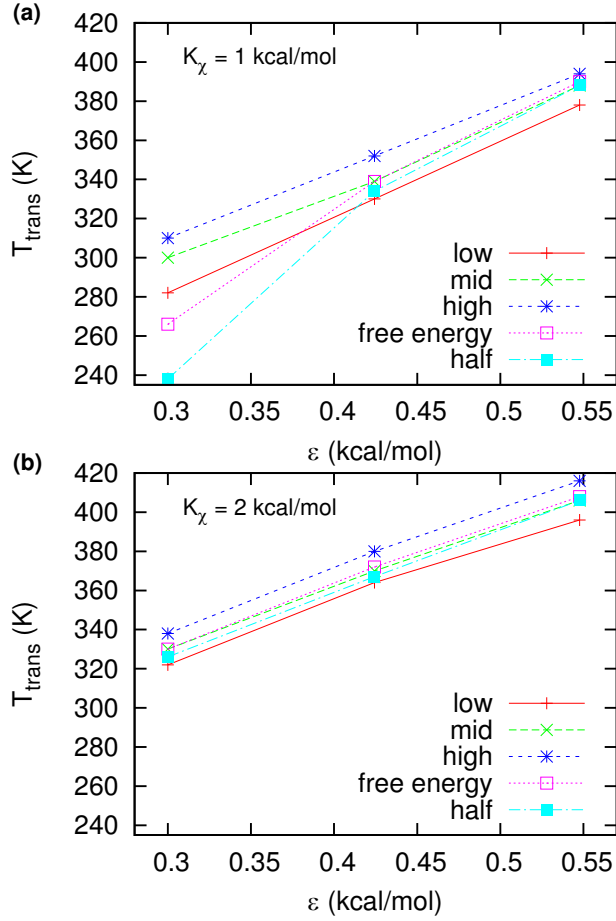 (a)
K_χ = 1 kcal/mol
T_trans (K)
420
400
380
360
340
320
300
280
260
240
low
mid
high
free energy
half
0.3 0.35 0.4 0.45 0.5 0.55
ε (kcal/mol)
(b)
K_χ = 2 kcal/mol
T_trans (K)
420
400
380
360
340
320
300
280
260
240
low
mid
high
free energy
half
0.3 0.35 0.4 0.45 0.5 0.55
ε (kcal/mol)